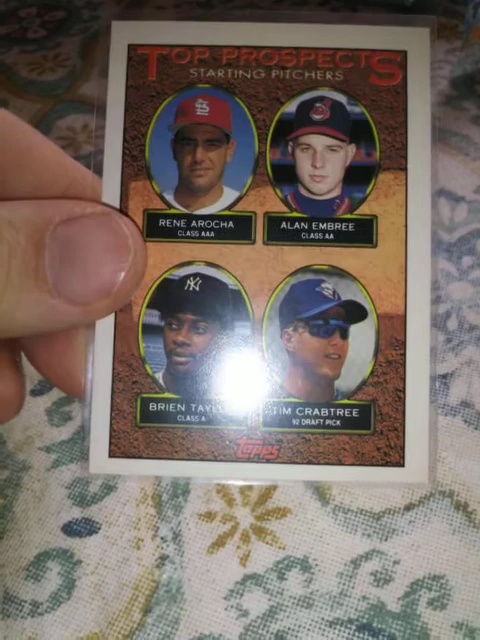 TOP PROSPECTS
STARTING PITCHERS
RENE AROCHA
CLASS AAA
ALAN EMBREE
CLASS AA
BRIEN TAYL
CLASS A
TIM CRABTREE
92 DRAFT PICK
Topps